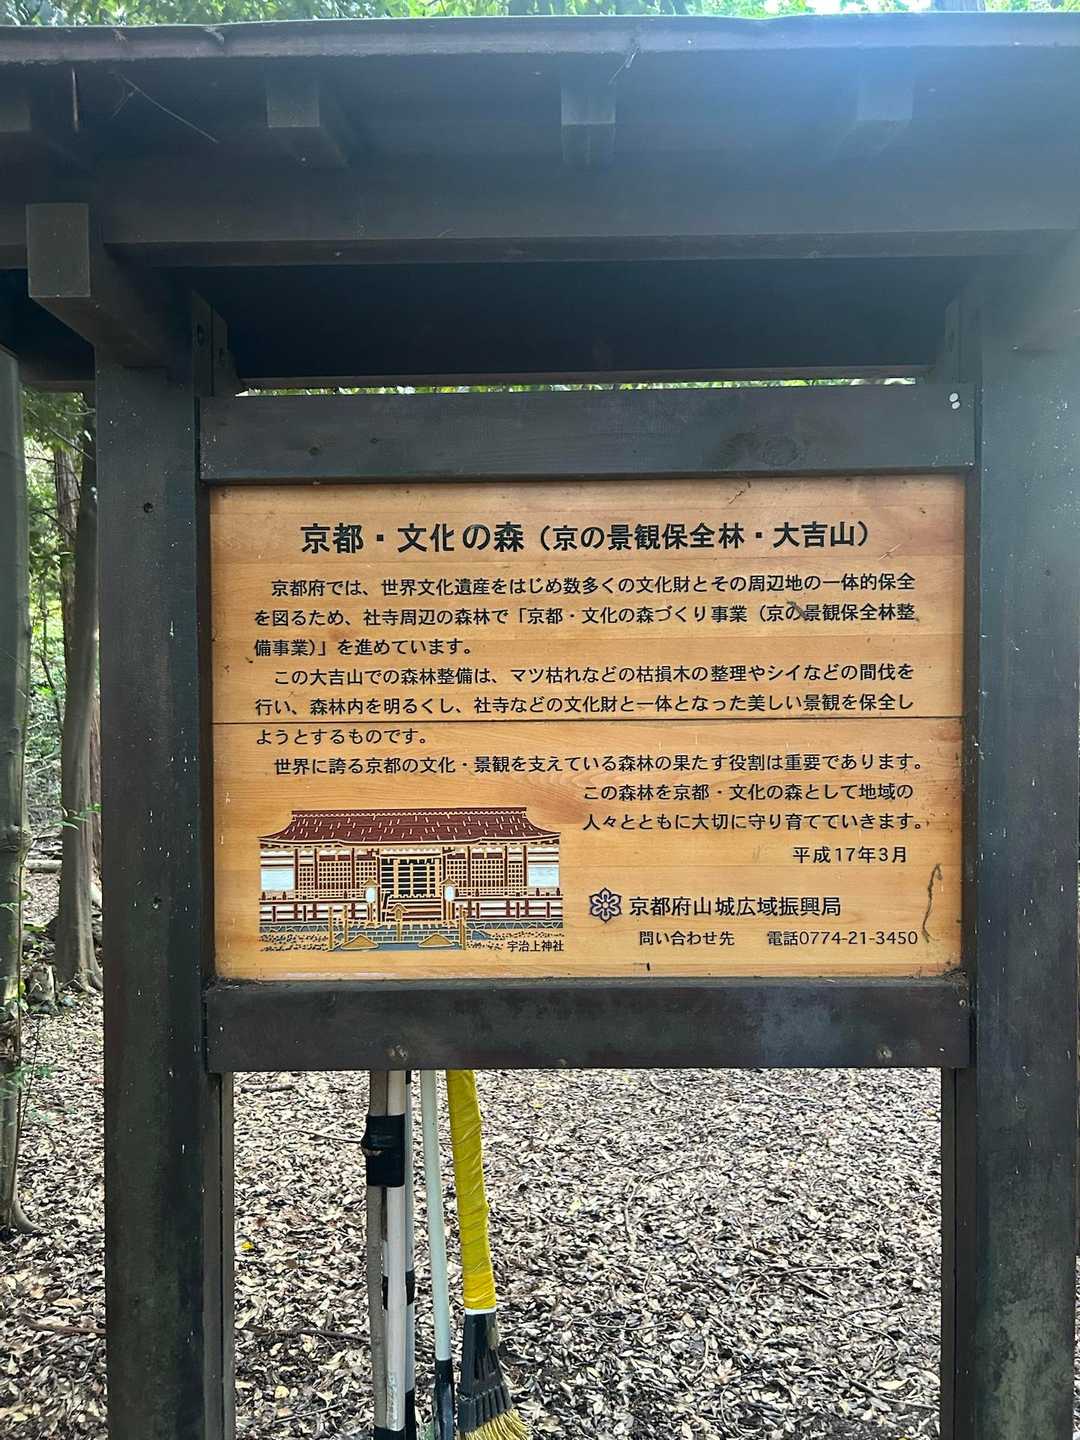 京都・文化の森（京の景観保全林・大吉山）
京都府では、世界文化遺産をはじめ数多くの文化財とその周辺地の一体的保全
を図るため、社寺周辺の森林で「京都・文化の森づくり事業（京の景観保全林整
備事業）」を進めています。
この大吉山での森林整備は、マツ枯れなどの枯損木の整理やシイなどの間伐を
行い、森林内を明るくし、社寺などの文化財と一体となった美しい景観を保全し
ようとするものです。
世界に誇る京都の文化・景観を支えている森林の果たす役割は重要であります。
この森林を京都・文化の森として地域の
人々とともに大切に守り育てていきます。
平成17年3月
京都府山城広域振興局
問い合わせ先　電話0774-21-3450
宇治上神社